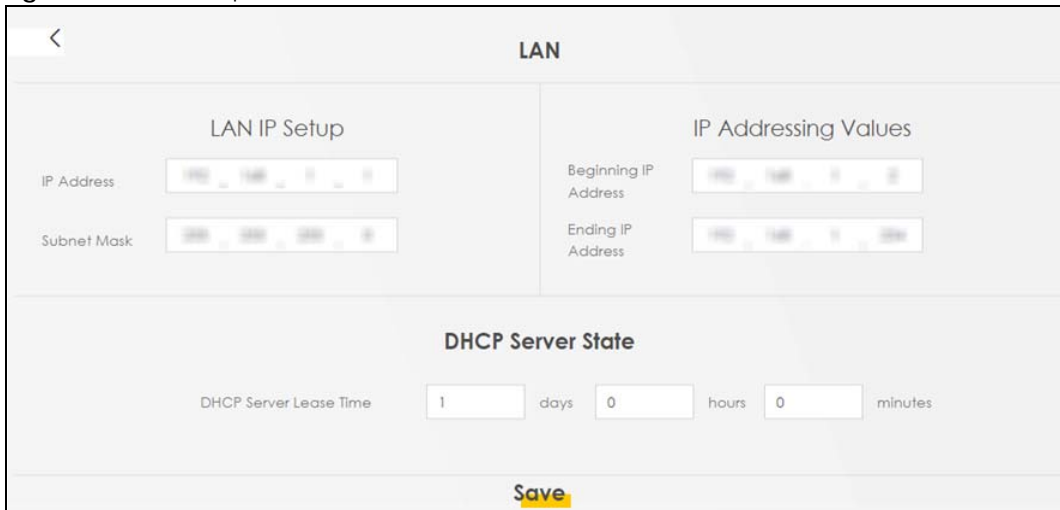 LAN
LAN IP Setup
IP Address
Subnet Mask
IP Addressing Values
Beginning IP
Address
Ending IP
Address
DHCP Server State
DHCP Server Lease Time 1 days 0 hours 0 minutes
Save